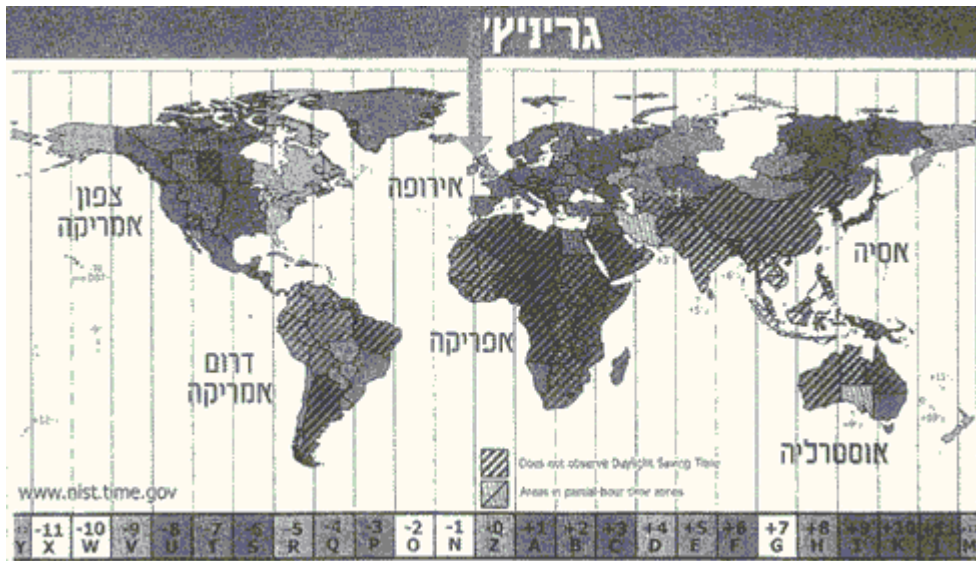 גריניץ'
צפון
אמריקה
אירופה
אסיה
אפריקה
דרום
אמריקה
אוסטרליה
Does not observe Daylight Saving Time
Areas in partial-hour time zones
www.nist.time.gov
-11 -10 -9 -8 -7 -6 -5 -4 -3 -2 -1 -0 +1 +2 +3 +4 +5 +6 +7 +8 +9 +10 +11
Y X W V U T S R Q P O N Z A B C D E F G H I K L M